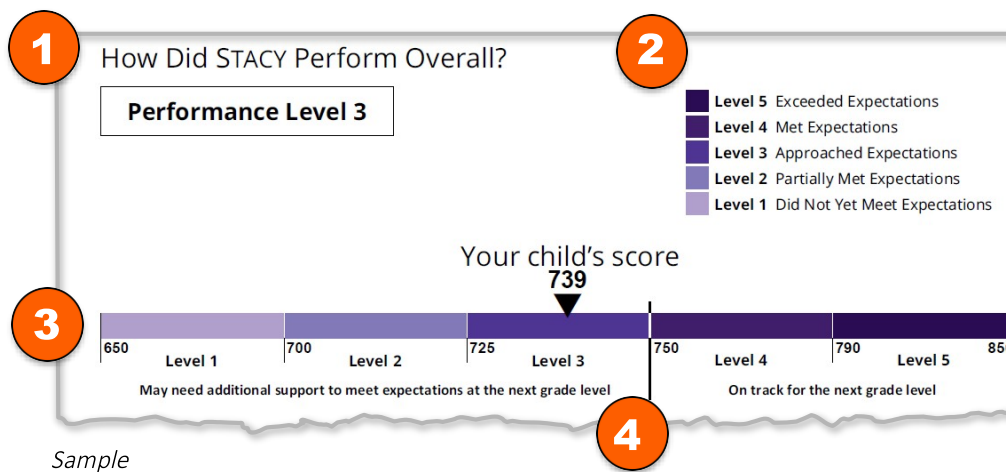 1
How Did STACY Perform Overall?
Performance Level 3
2
Level 5 Exceeded Expectations
Level 4 Met Expectations
Level 3 Approached Expectations
Level 2 Partially Met Expectations
Level 1 Did Not Yet Meet Expectations
Your child's score
739
3
650 700 725 750 790
Level 1 Level 2 Level 3 Level 4 Level 5
May need additional support to meet expectations at the next grade level On track for the next grade level
4
Sample